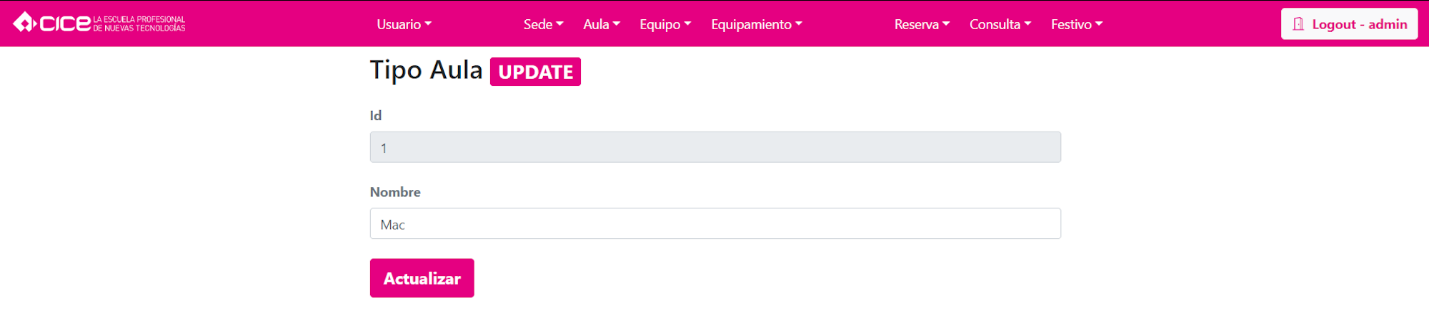 CICE LA ESCUELA PROFESIONAL
DE NUEVAS TECNOLOGÍAS
Usuario Sede Aula Equipo Equipamiento Reserva Consulta Festivo Logout - admin
Tipo Aula UPDATE
Id
1
Nombre
Mac
Actualizar